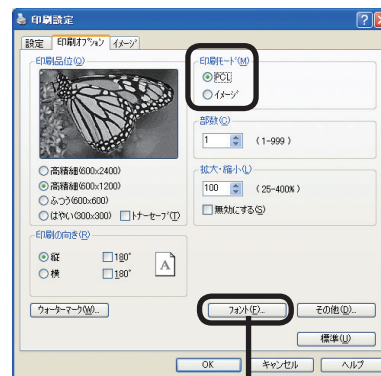 印刷設定
設定 印刷オプション イメージ
印刷品位(Q)
高精細(600x2400)
高精細(600x1200)
ふつう(600x600)
はやい(300x300) トナーセーブ(T)
印刷の向き(R)
縦 180°
横 180°
A
ウォーターマーク(W)...
印刷モード(M)
PCL
イメージ
部数(C)
1 (1-999)
拡大・縮小(L)
100 (25-400%)
無効にする(S)
フォント(F)... その他(D)...
標準(U)
OK キャンセル ヘルプ